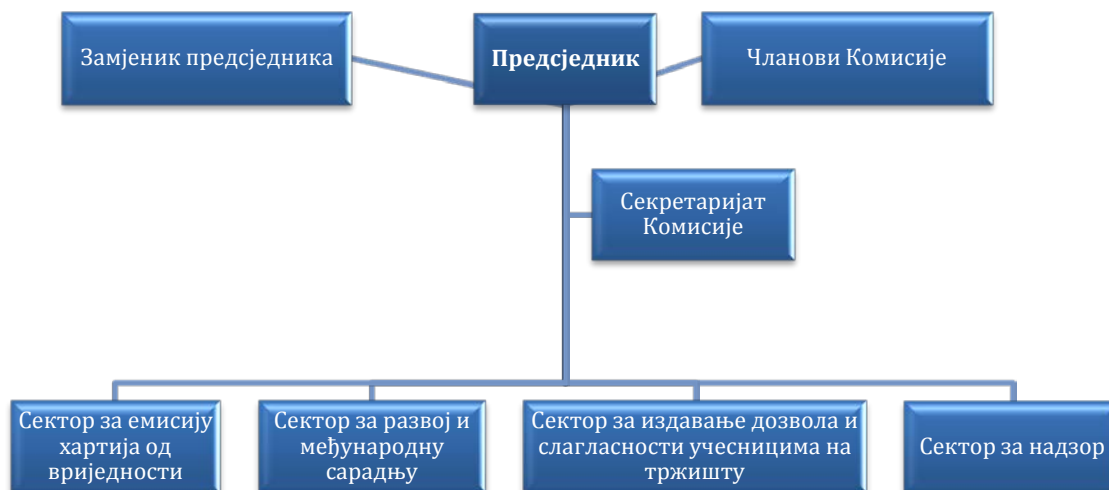 Замјеник предсједника
Предсједник
Чланови Комисије
Секретаријат
Комисије
Сектор за емисију
хартија од
вриједности
Сектор за развој и
међународну
сарадњу
Сектор за издавање дозвола и
слагласности учесницима на
тржишту
Сектор за надзор